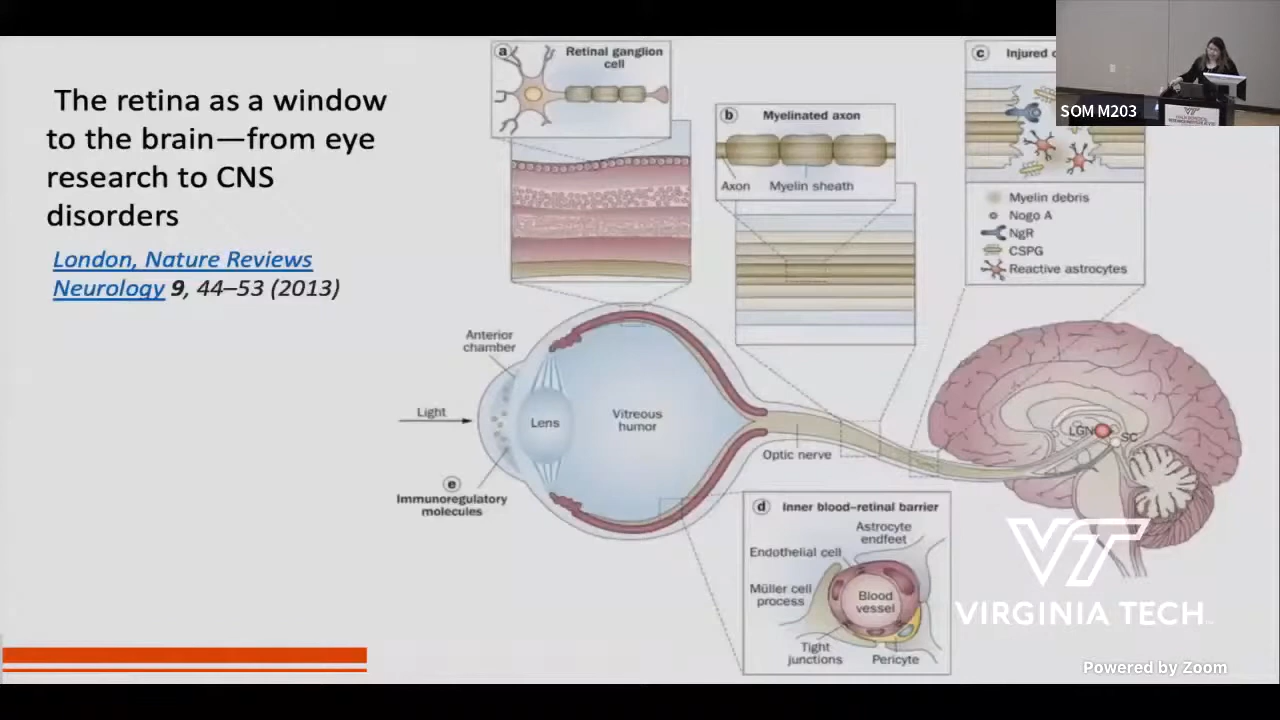 The retina as a window
to the brain—from eye
research to CNS
disorders
London, Nature Reviews
Neurology 9, 44–53 (2013)
a
Retinal ganglion
cell
b
Myelinated axon
Axon
Myelin sheath
c
Injured
Myelin debris
Nogo A
NgR
CSPG
Reactive astrocytes
SOM M203
Anterior
chamber
Light
Lens
Vitreous
humor
Optic nerve
LGN
SC
e
Immunoregulatory
molecules
d
Inner blood–retinal barrier
Astrocyte
endfeet
Endothelial cell
Müller cell
process
Blood
vessel
Tight
junctions
Pericyte
VT
VIRGINIA TECH
Powered by Zoom